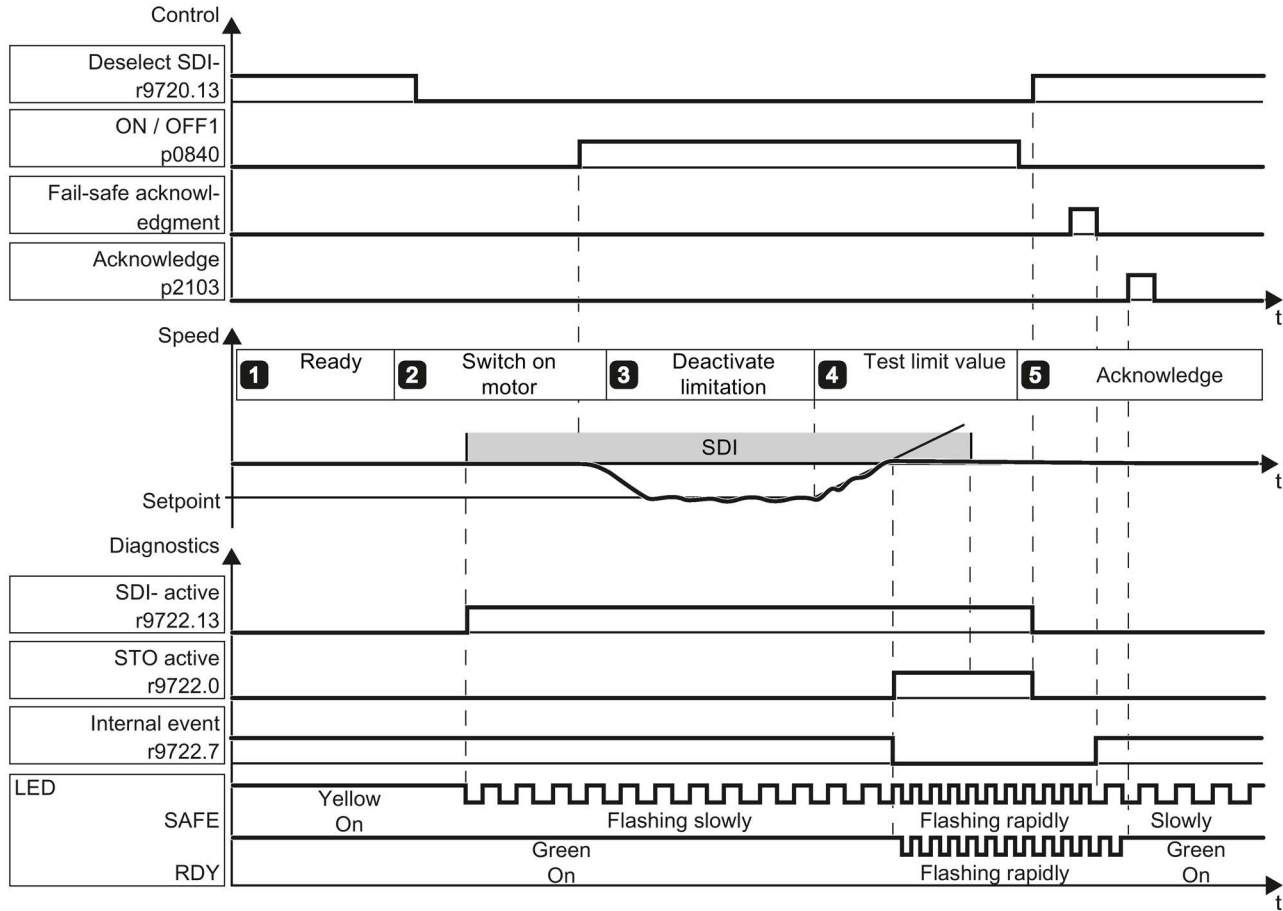 Control
Deselect SDI-
r9720.13
ON / OFF1
p0840
Fail-safe acknowl-
edgment
Acknowledge
p2103
t
Speed
1 Ready
2 Switch on
motor
3 Deactivate
limitation
4 Test limit value
5 Acknowledge
SDI
t
Setpoint
Diagnostics
SDI- active
r9722.13
STO active
r9722.0
Internal event
r9722.7
LED
SAFE
Yellow
On
Flashing slowly
Flashing rapidly
Slowly
RDY
Green
On
Flashing rapidly
Green
On
t